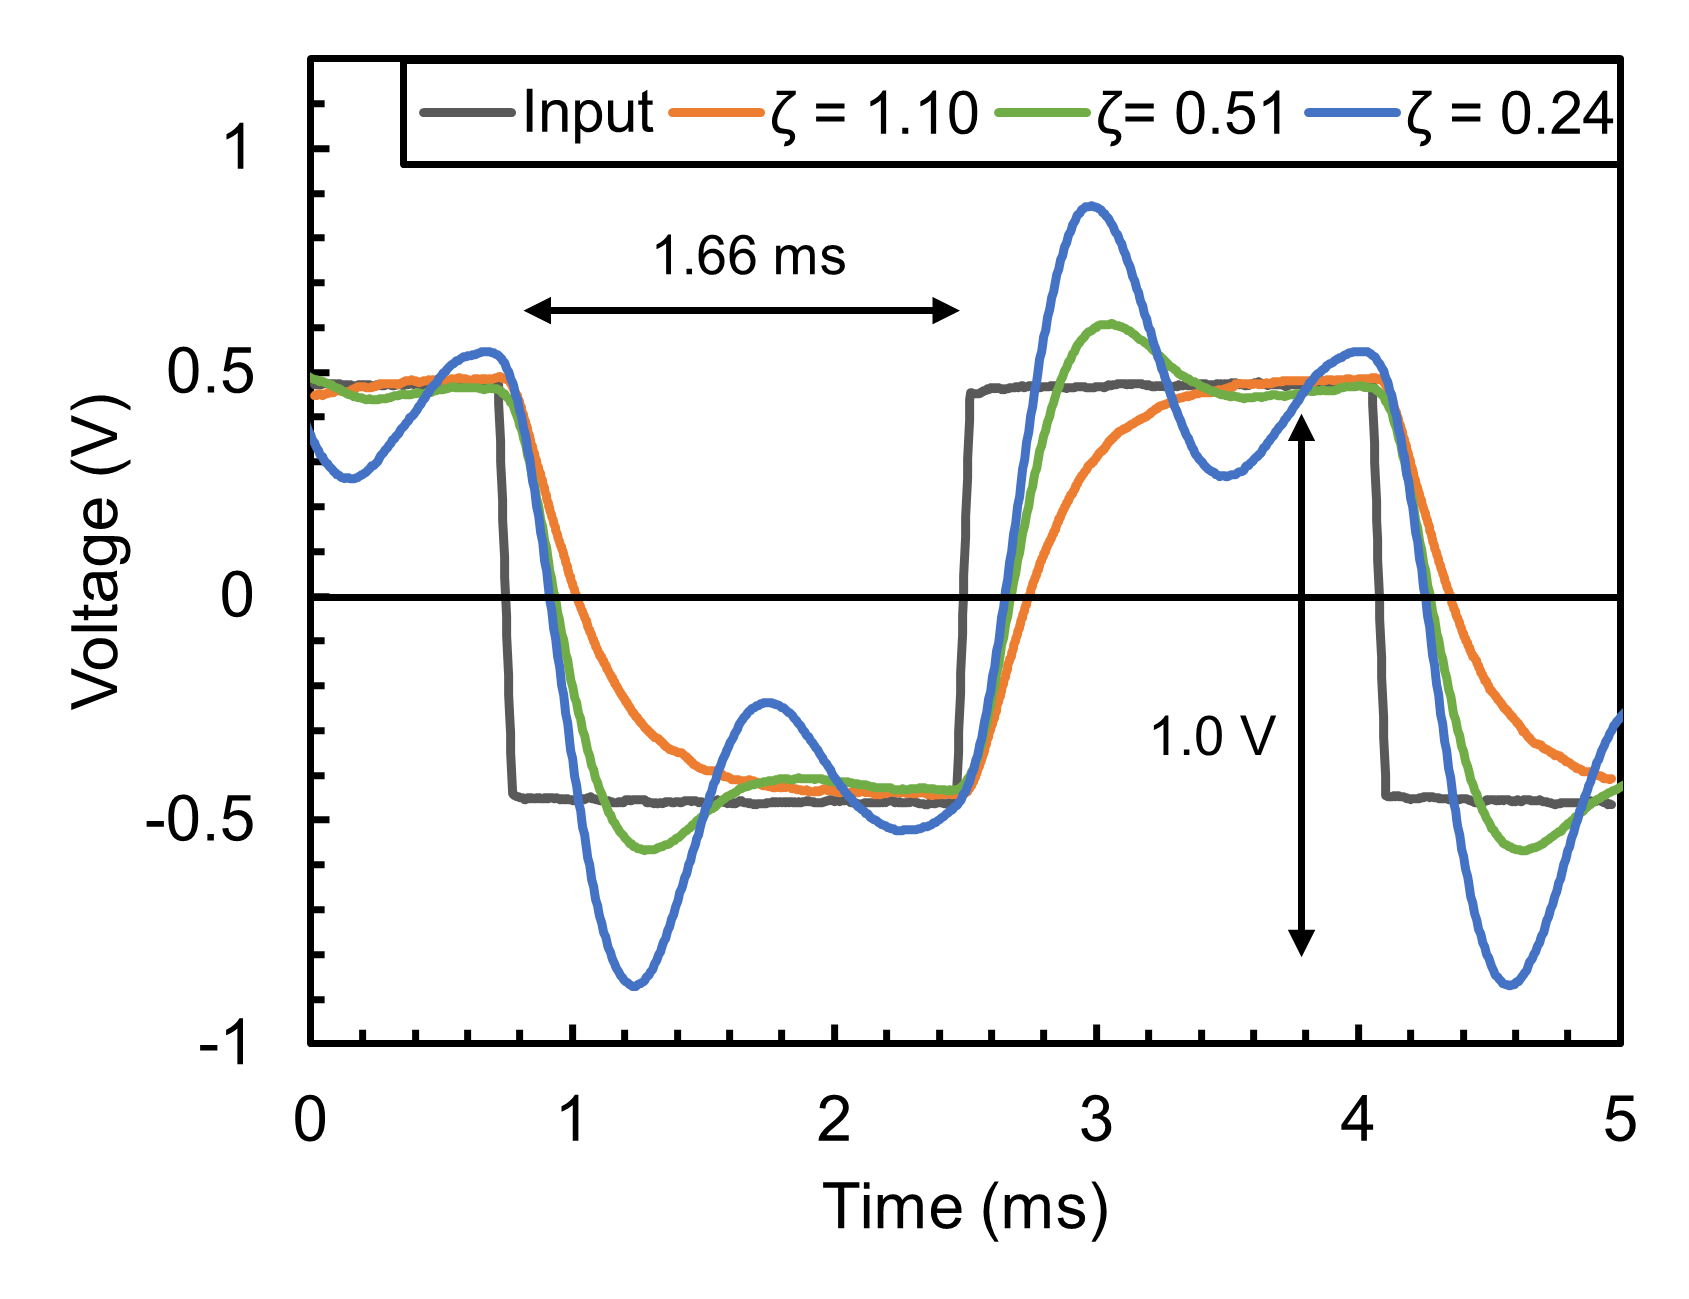 Input ζ = 1.10 ζ= 0.51 ζ = 0.24
1
0.5
0
-0.5
-1
Voltage (V)
1.66 ms
1.0 V
0 1 2 3 4 5
Time (ms)